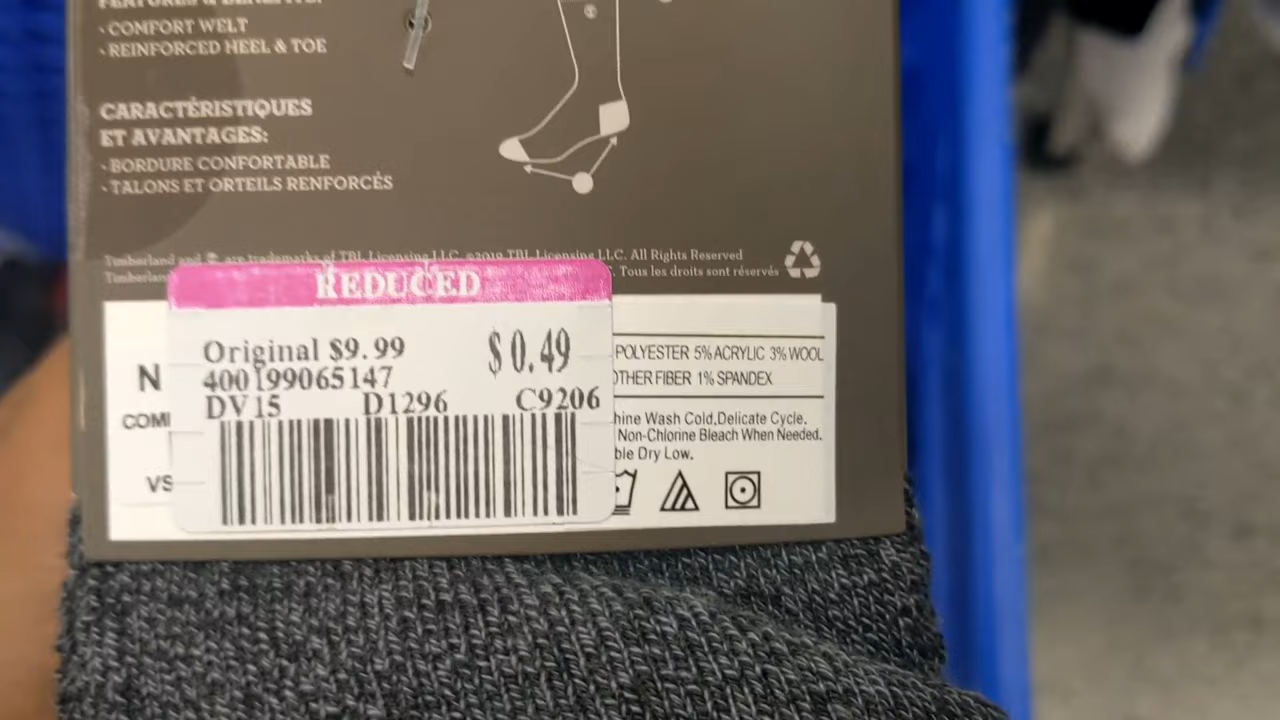 FEATURES & BENEFITS:
- COMFORT WELT
- REINFORCED HEEL & TOE
CARACTÉRISTIQUES
ET AVANTAGES:
- BORDURE CONFORTABLE
- TALONS ET ORTEILS RENFORCÉS
Timberland and are trademarks of TBL Licensing LLC. ©2019 TBL Licensing LLC. All Rights Reserved
Timberland
. Tous les droits sont réservés
REDUCED
Original $9.99
$0.49
400199065147
DV15 D1296 C9206
N
COM
VS
POLYESTER 5% ACRYLIC 3% WOOL
OTHER FIBER 1% SPANDEX
hine Wash Cold,Delicate Cycle.
Non-Chlorine Bleach When Needed.
ble Dry Low.